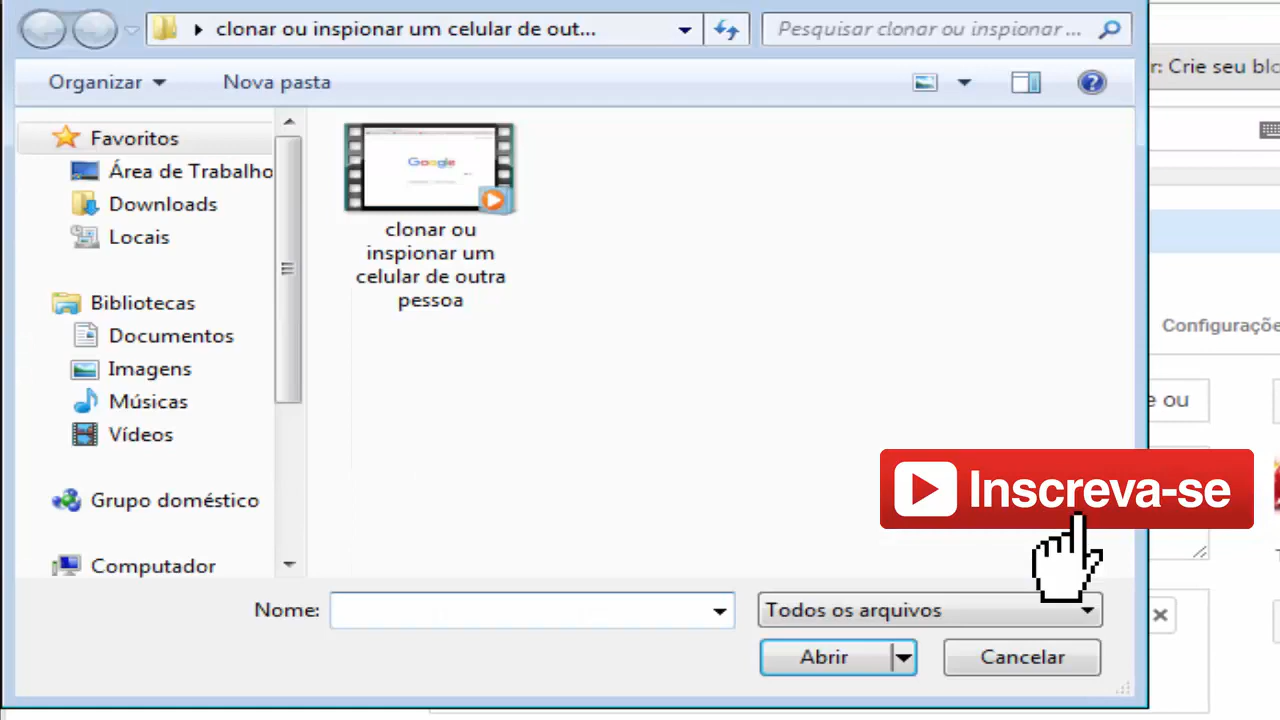 clonar ou inspionar um celular de out...
Pesquisar clonar ou inspionar ...
r: Crie seu blo
Organizar
Nova pasta
Favoritos
Área de Trabalho
Downloads
Locais
Bibliotecas
Documentos
Imagens
Músicas
Vídeos
Grupo doméstico
Computador
Google
clonar ou
inspionar um
celular de outra
pessoa
Configuraçõe
e ou
Inscreva-se
Nome:
Todos os arquivos
Abrir
Cancelar